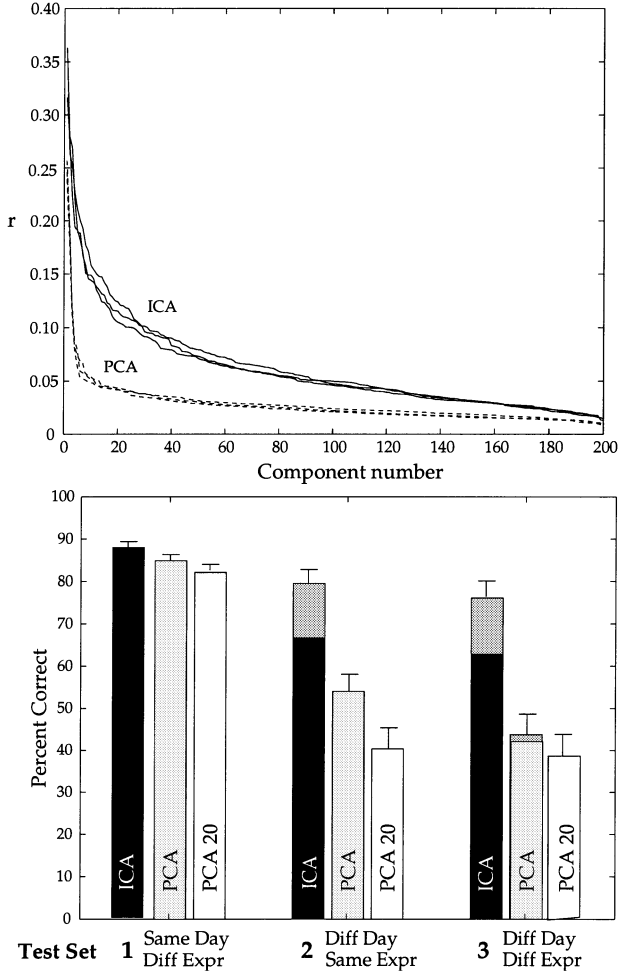 0.40
0.35
0.30
0.25
r 0.20
0.15
ICA
0.10
PCA
0.05
0
0 20 40 60 80 100 120 140 160 180 200
Component number
100
90
80
70
60
50
40
30
20
10
0
Percent Correct
ICA PCA PCA 20 ICA PCA PCA 20 ICA PCA PCA 20
Test Set 1 Same Day Diff Expr 2 Diff Day Same Expr 3 Diff Day Diff Expr